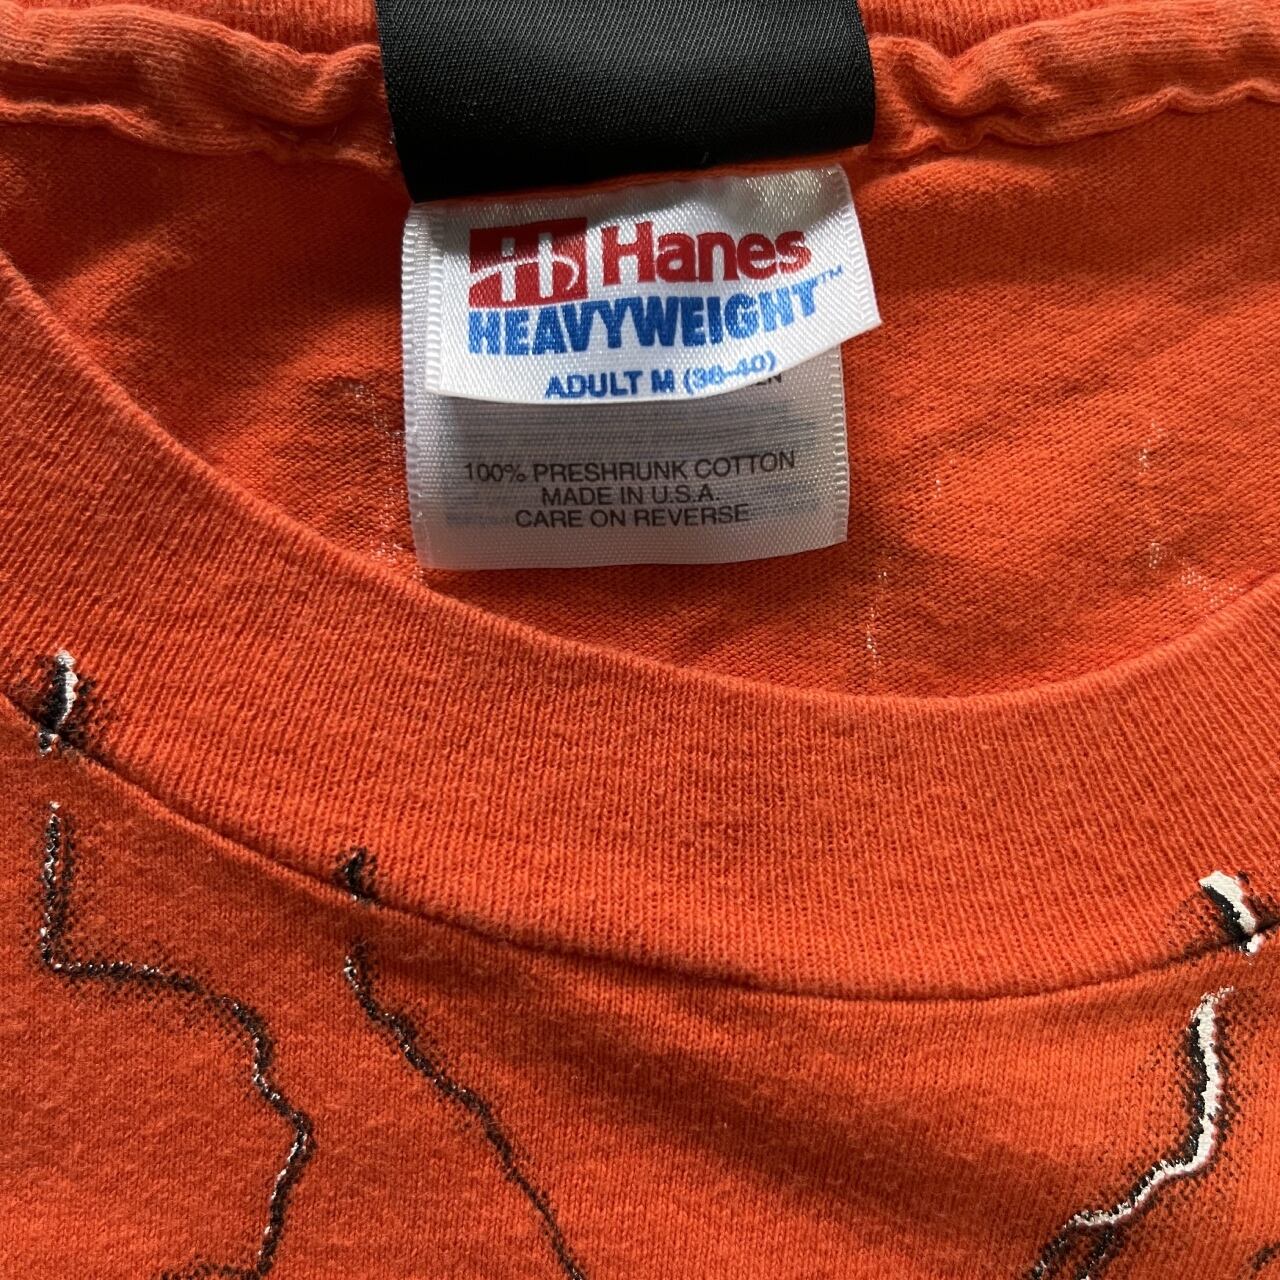 Hanes
HEAVYWEIGHT™
ADULT M (38-40)
100% PRESHRUNK COTTON
MADE IN U.S.A.
CARE ON REVERSE